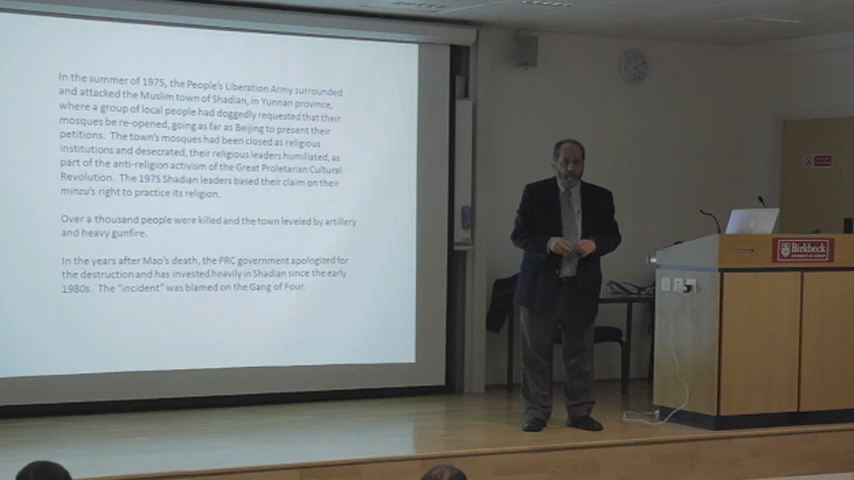 In the summer of 1975, the People's Liberation Army surrounded
and attacked the Muslim town of Shadian, in Yunnan province,
where a group of local people had doggedly requested that their
mosques be re-opened, going as far as Beijing to present their
petitions. The town's mosques had been closed as religious
institutions and desecrated, their religious leaders humiliated, as
part of the anti-religion activism of the Great Proletarian Cultural
Revolution. The 1975 Shadian leaders based their claim on their
minzu's right to practice its religion.
Over a thousand people were killed and the town leveled by artillery
and heavy gunfire.
In the years after Mao's death, the PRC government apologized for
the destruction and has invested heavily in Shadian since the early
1980s. The "incident" was blamed on the Gang of Four.
Birkbeck